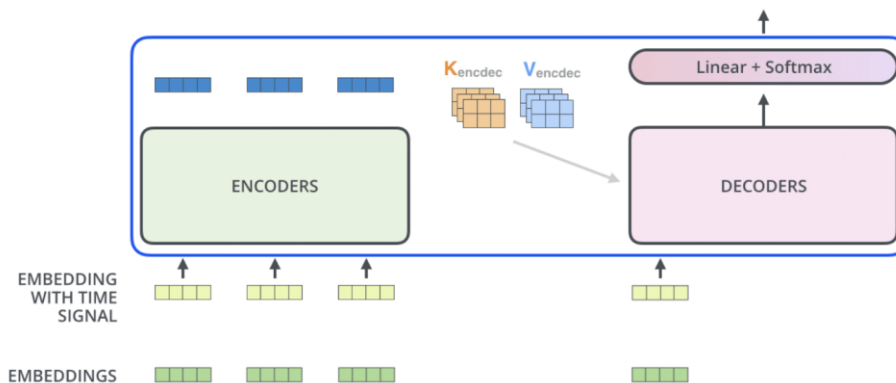 Kencdec
Vencdec
Linear + Softmax
ENCODERS
DECODERS
EMBEDDING
WITH TIME
SIGNAL
EMBEDDINGS